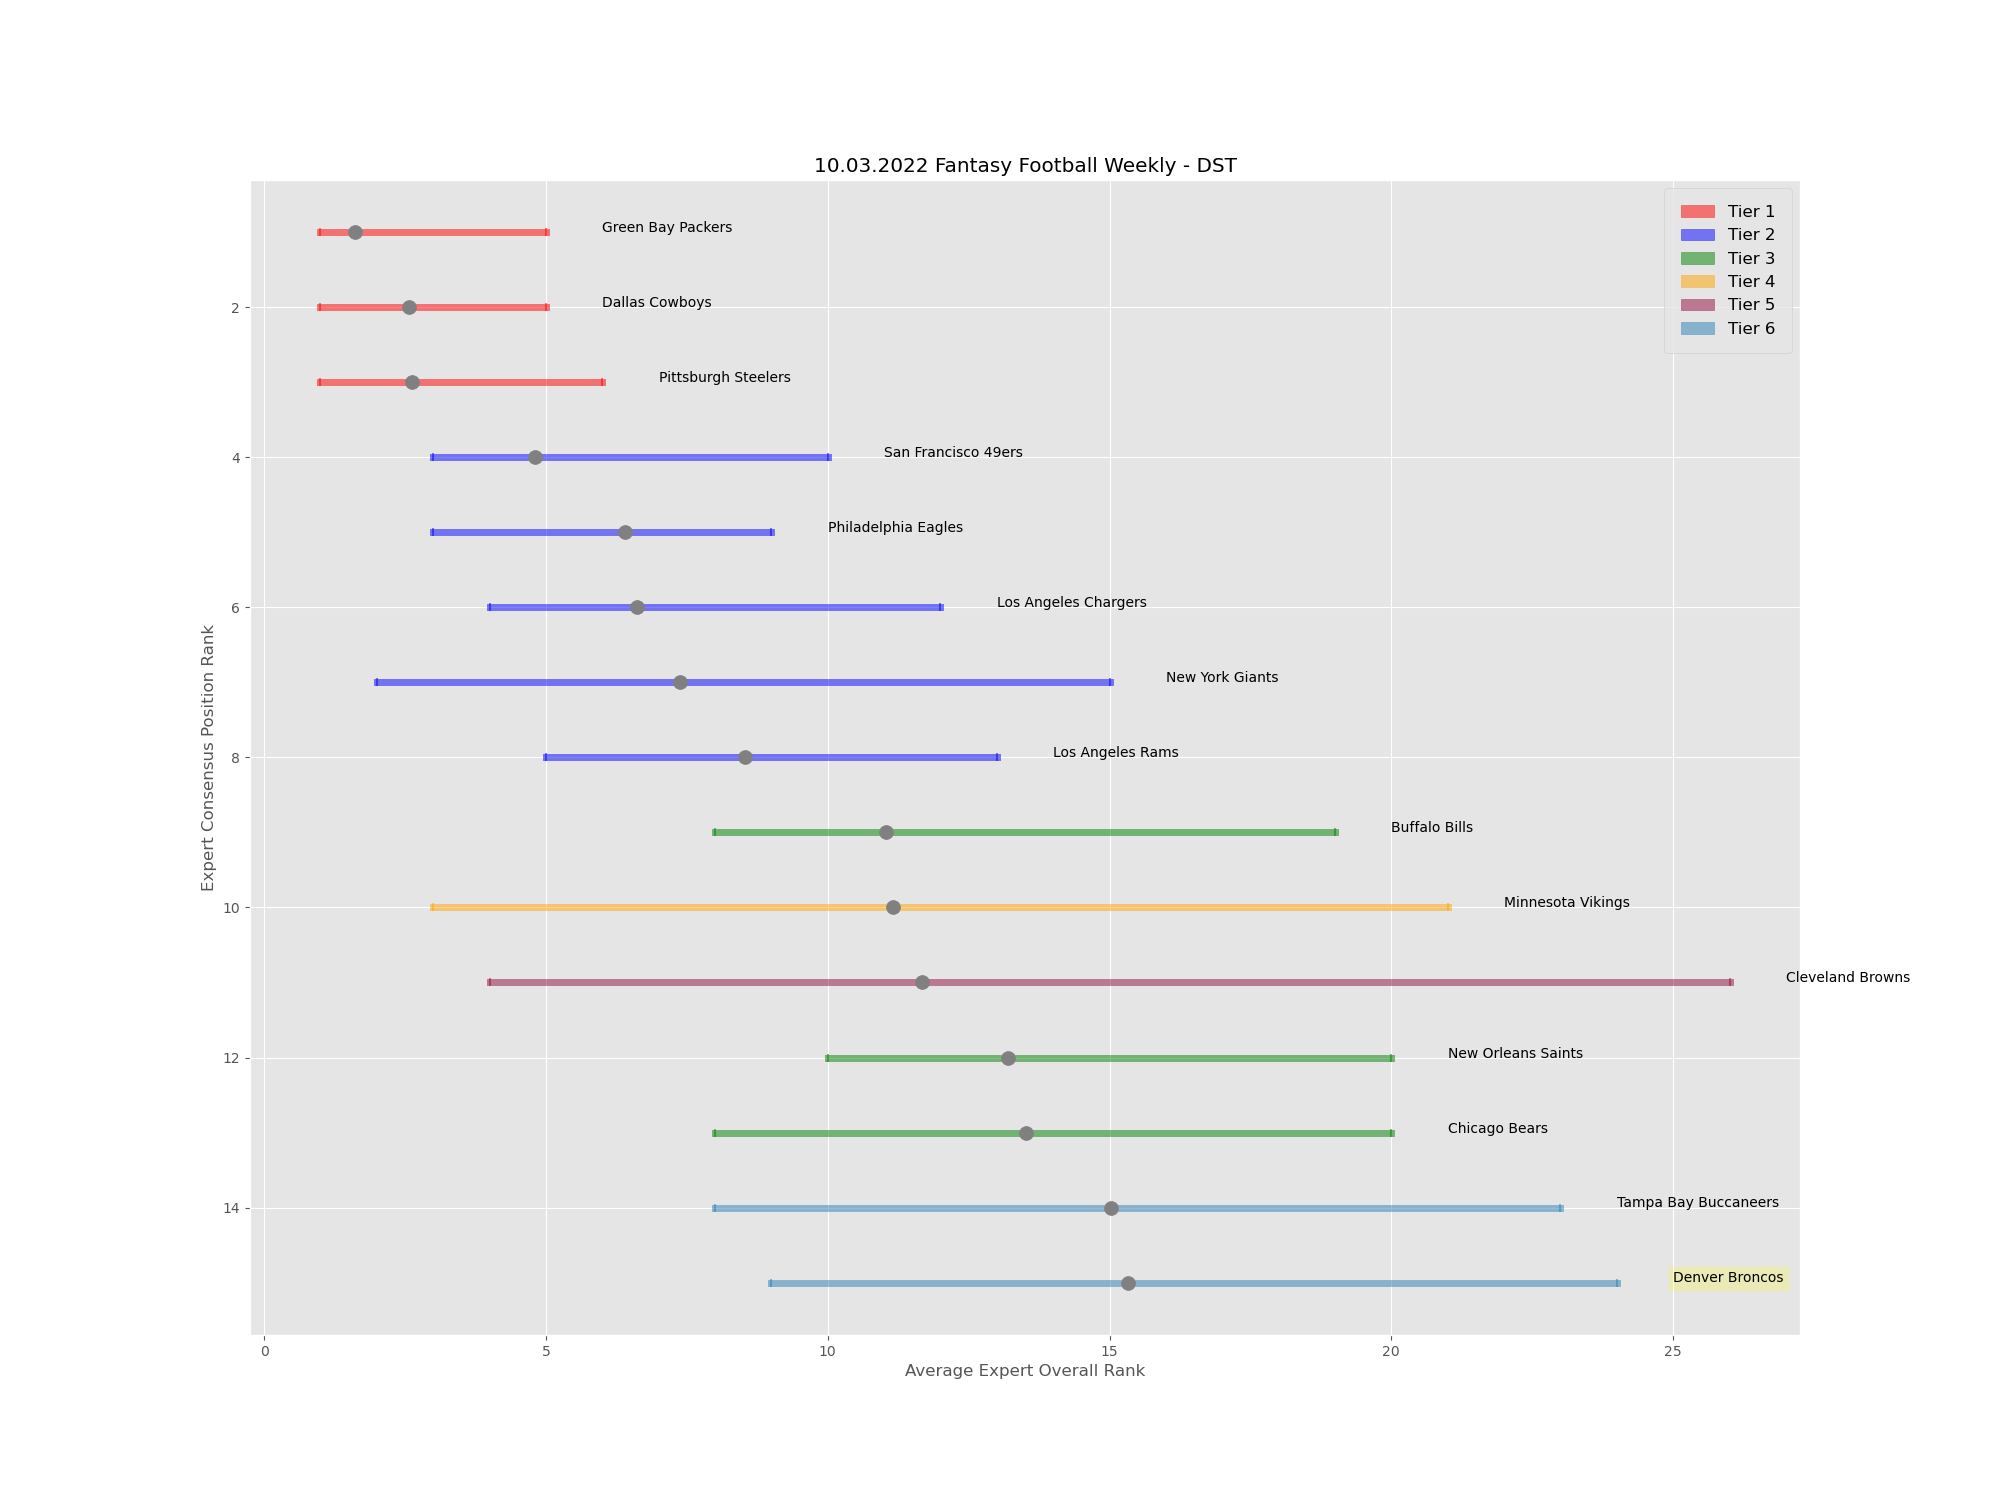 10.03.2022 Fantasy Football Weekly - DST
Tier 1
Tier 2
Tier 3
Tier 4
Tier 5
Tier 6
Green Bay Packers
2
Dallas Cowboys
Pittsburgh Steelers
4
San Francisco 49ers
Philadelphia Eagles
6
Los Angeles Chargers
New York Giants
8
Los Angeles Rams
Buffalo Bills
10
Minnesota Vikings
Cleveland Browns
12
New Orleans Saints
Chicago Bears
14
Tampa Bay Buccaneers
Denver Broncos
Expert Consensus Position Rank
0 5 10 15 20 25
Average Expert Overall Rank